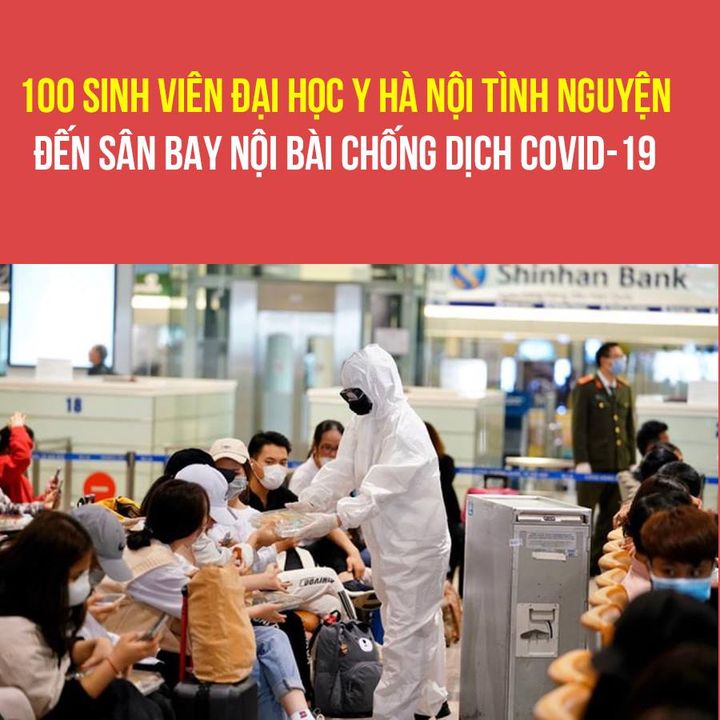 100 SINH VIÊN ĐẠI HỌC Y HÀ NỘI TÌNH NGUYỆN
ĐẾN SÂN BAY NỘI BÀI CHỐNG DỊCH COVID-19
Shinhan Bank
18